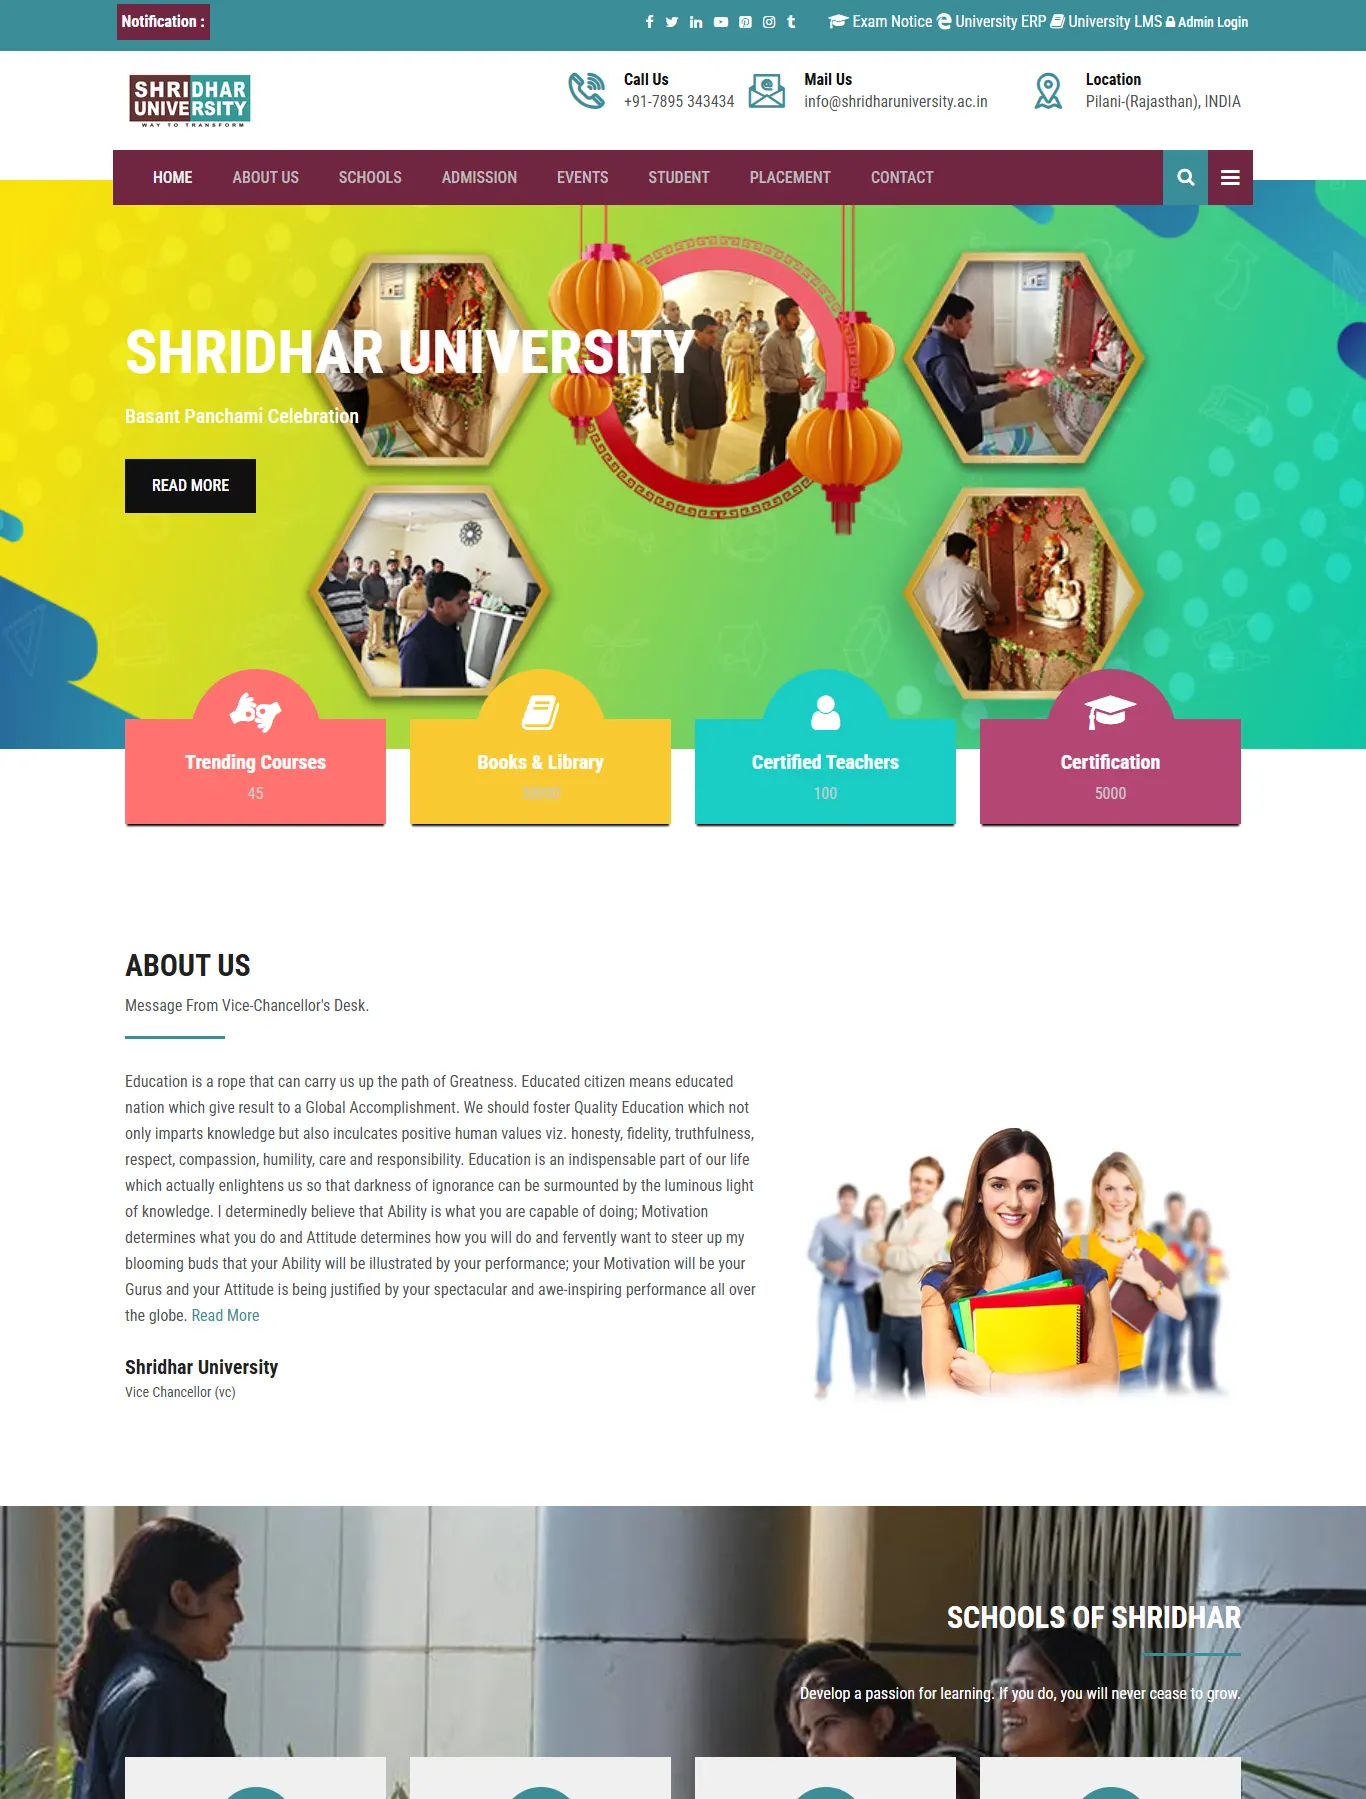 Notification :
Exam Notice University ERP University LMS Admin Login
SHRIDHAR
UNIVERSITY
WAY TO TRANSFORM
Call Us
+91-7895 343434
Mail Us
info@shridharuniversity.ac.in
Location
Pilani-(Rajasthan), INDIA
HOME ABOUT US SCHOOLS ADMISSION EVENTS STUDENT PLACEMENT CONTACT
SHRIDHAR UNIVERSITY
Basant Panchami Celebration
READ MORE
Trending Courses
45
Books & Library
Certified Teachers
100
Certification
5000
ABOUT US
Message From Vice-Chancellor's Desk.
Education is a rope that can carry us up the path of Greatness. Educated citizen means educated
nation which give result to a Global Accomplishment. We should foster Quality Education which not
only imparts knowledge but also inculcates positive human values viz. honesty, fidelity, truthfulness,
respect, compassion, humility, care and responsibility. Education is an indispensable part of our life
which actually enlightens us so that darkness of ignorance can be surmounted by the luminous light
of knowledge. I determinedly believe that Ability is what you are capable of doing; Motivation
determines what you do and Attitude determines how you will do and fervently want to steer up my
blooming buds that your Ability will be illustrated by your performance; your Motivation will be your
Gurus and your Attitude is being justified by your spectacular and awe-inspiring performance all over
the globe. Read More
Shridhar University
Vice Chancellor (vc)
SCHOOLS OF SHRIDHAR
Develop a passion for learning. If you do, you will never cease to grow.